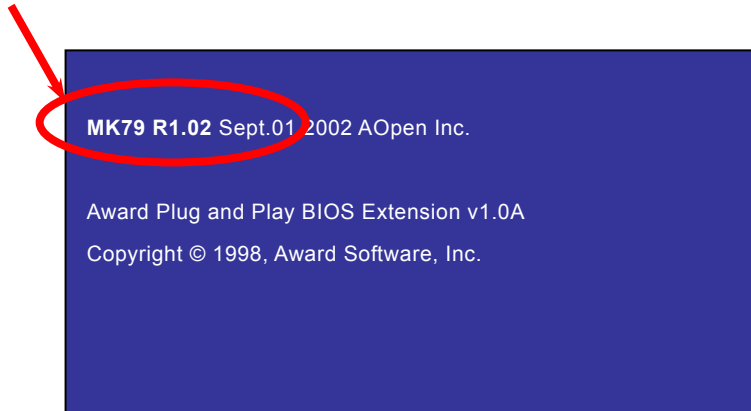 MK79 R1.02 Sept.01 2002 AOpen Inc.
Award Plug and Play BIOS Extension v1.0A
Copyright © 1998, Award Software, Inc.